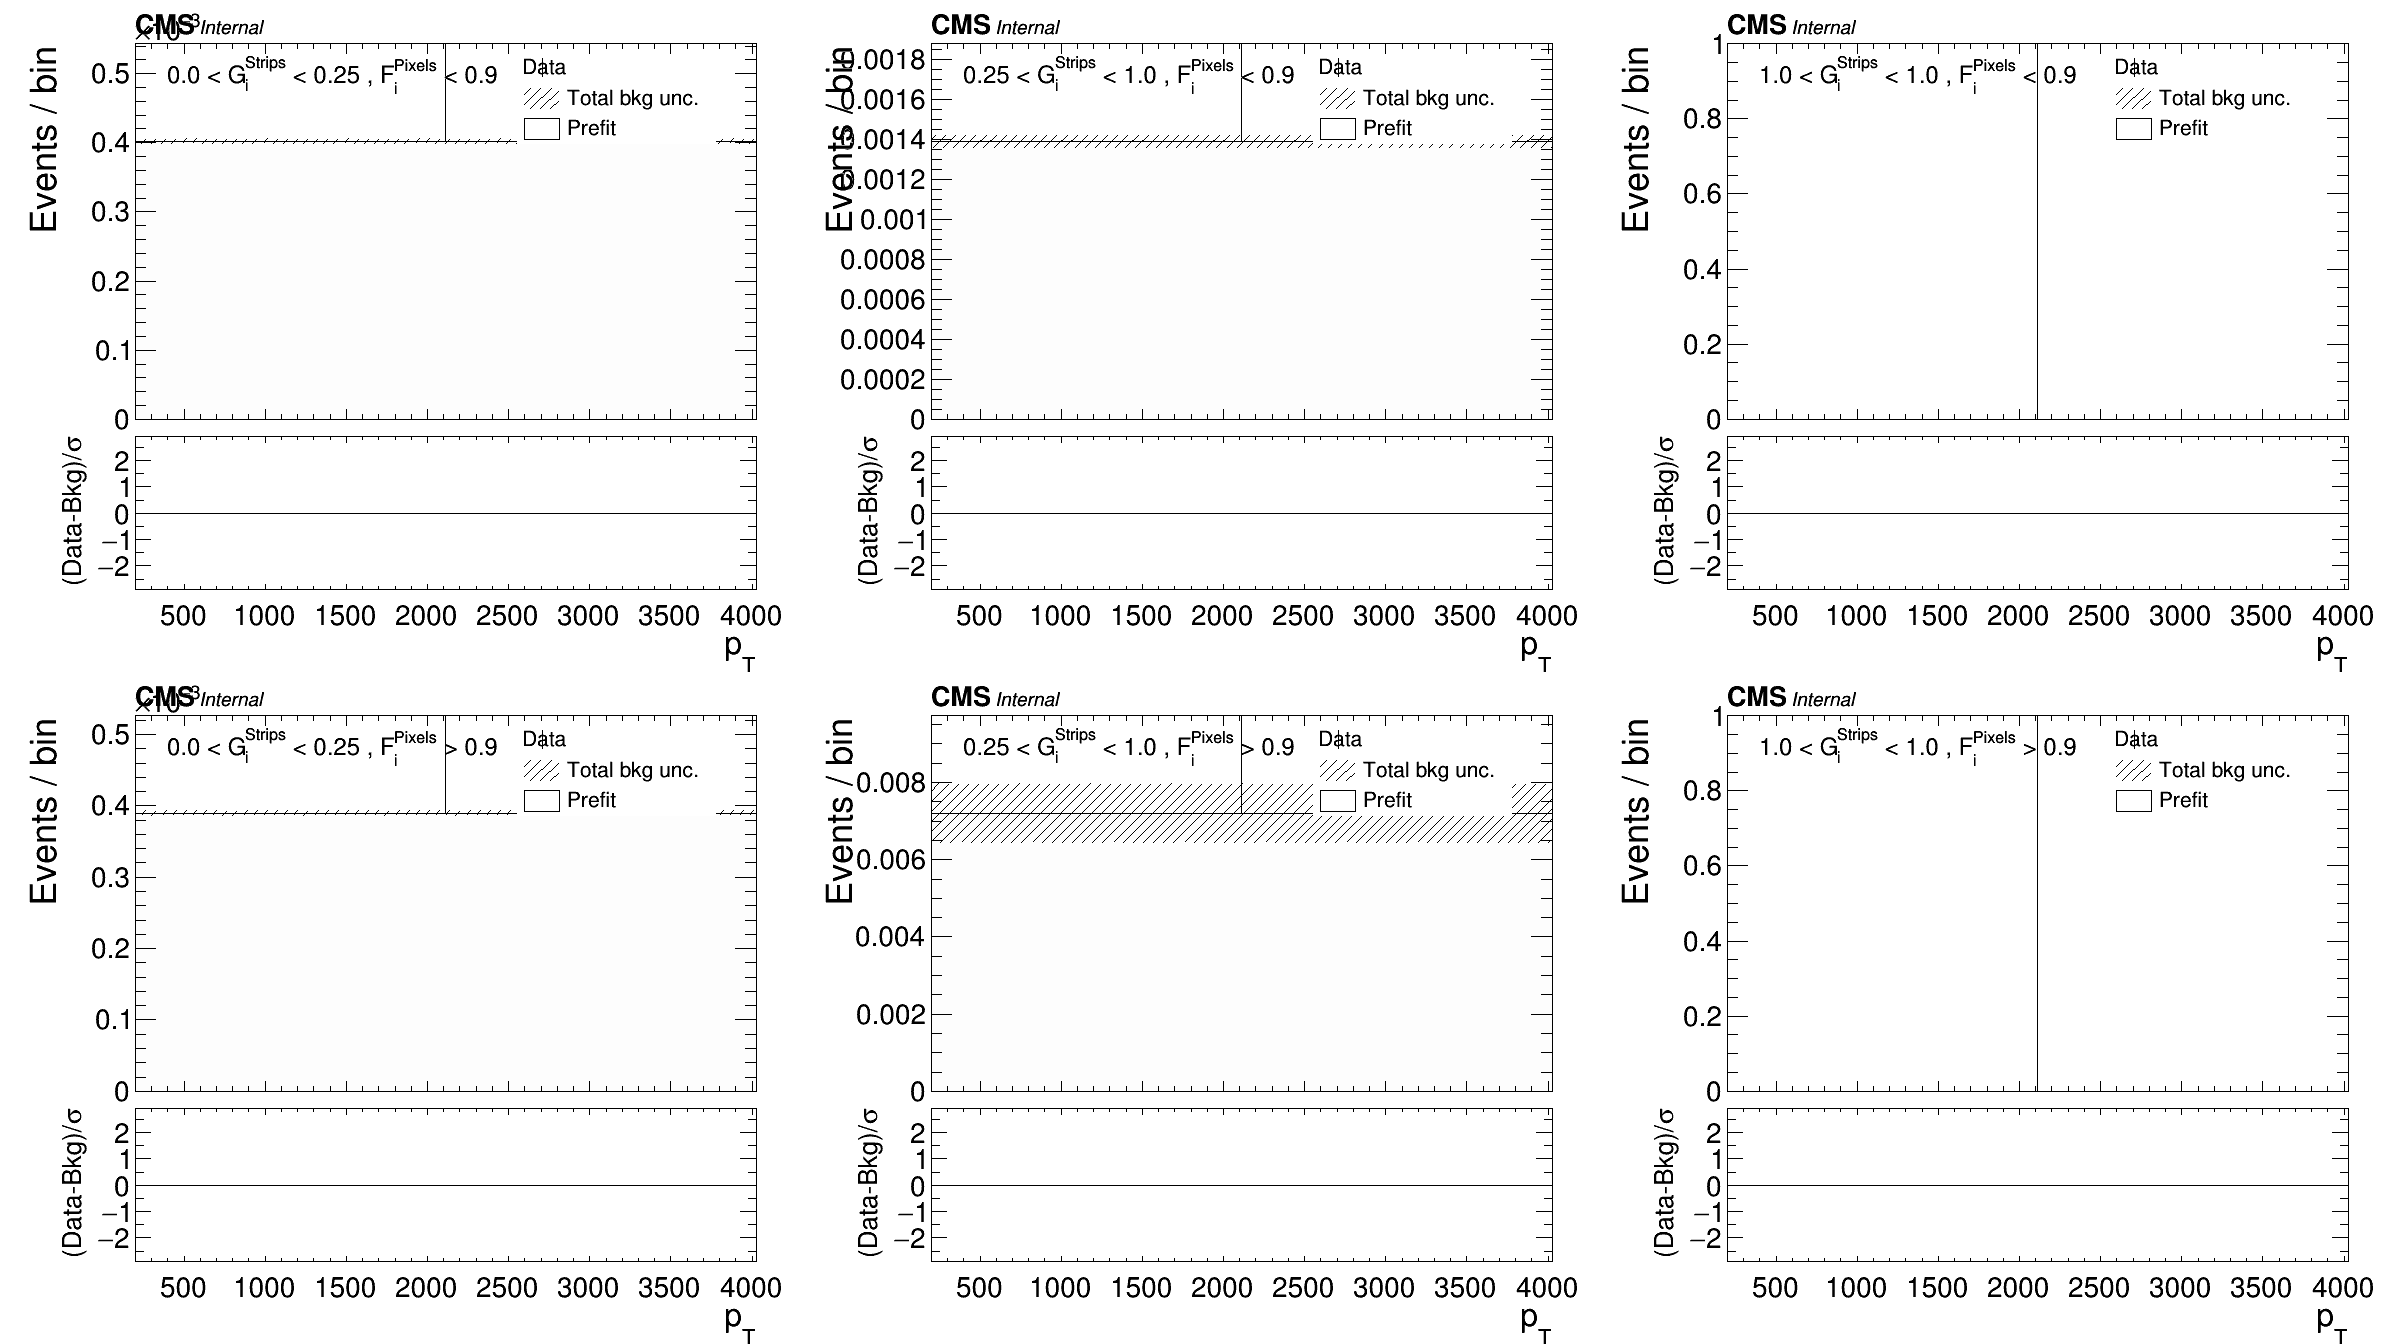 CMS Internal
×10⁻³
Events / bin
0.0 < G_i^Strips < 0.25 , F_i^Pixels < 0.9
Data
Total bkg unc.
Prefit
0.5
0.4
0.3
0.2
0.1
0
(Data-Bkg)/σ
2
1
0
−1
−2
500 1000 1500 2000 2500 3000 3500 4000
p_T
CMS Internal
Events / bin
0.25 < G_i^Strips < 1.0 , F_i^Pixels < 0.9
Data
Total bkg unc.
Prefit
0.0018
0.0016
0.0014
0.0012
0.001
0.0008
0.0006
0.0004
0.0002
0
(Data-Bkg)/σ
2
1
0
−1
−2
500 1000 1500 2000 2500 3000 3500 4000
p_T
CMS Internal
Events / bin
1.0 < G_i^Strips < 1.0 , F_i^Pixels < 0.9
Data
Total bkg unc.
Prefit
1
0.8
0.6
0.4
0.2
0
(Data-Bkg)/σ
2
1
0
−1
−2
500 1000 1500 2000 2500 3000 3500 4000
p_T
CMS Internal
×10⁻³
Events / bin
0.0 < G_i^Strips < 0.25 , F_i^Pixels > 0.9
Data
Total bkg unc.
Prefit
0.5
0.4
0.3
0.2
0.1
0
(Data-Bkg)/σ
2
1
0
−1
−2
500 1000 1500 2000 2500 3000 3500 4000
p_T
CMS Internal
Events / bin
0.25 < G_i^Strips < 1.0 , F_i^Pixels > 0.9
Data
Total bkg unc.
Prefit
0.008
0.006
0.004
0.002
0
(Data-Bkg)/σ
2
1
0
−1
−2
500 1000 1500 2000 2500 3000 3500 4000
p_T
CMS Internal
Events / bin
1.0 < G_i^Strips < 1.0 , F_i^Pixels > 0.9
Data
Total bkg unc.
Prefit
1
0.8
0.6
0.4
0.2
0
(Data-Bkg)/σ
2
1
0
−1
−2
500 1000 1500 2000 2500 3000 3500 4000
p_T